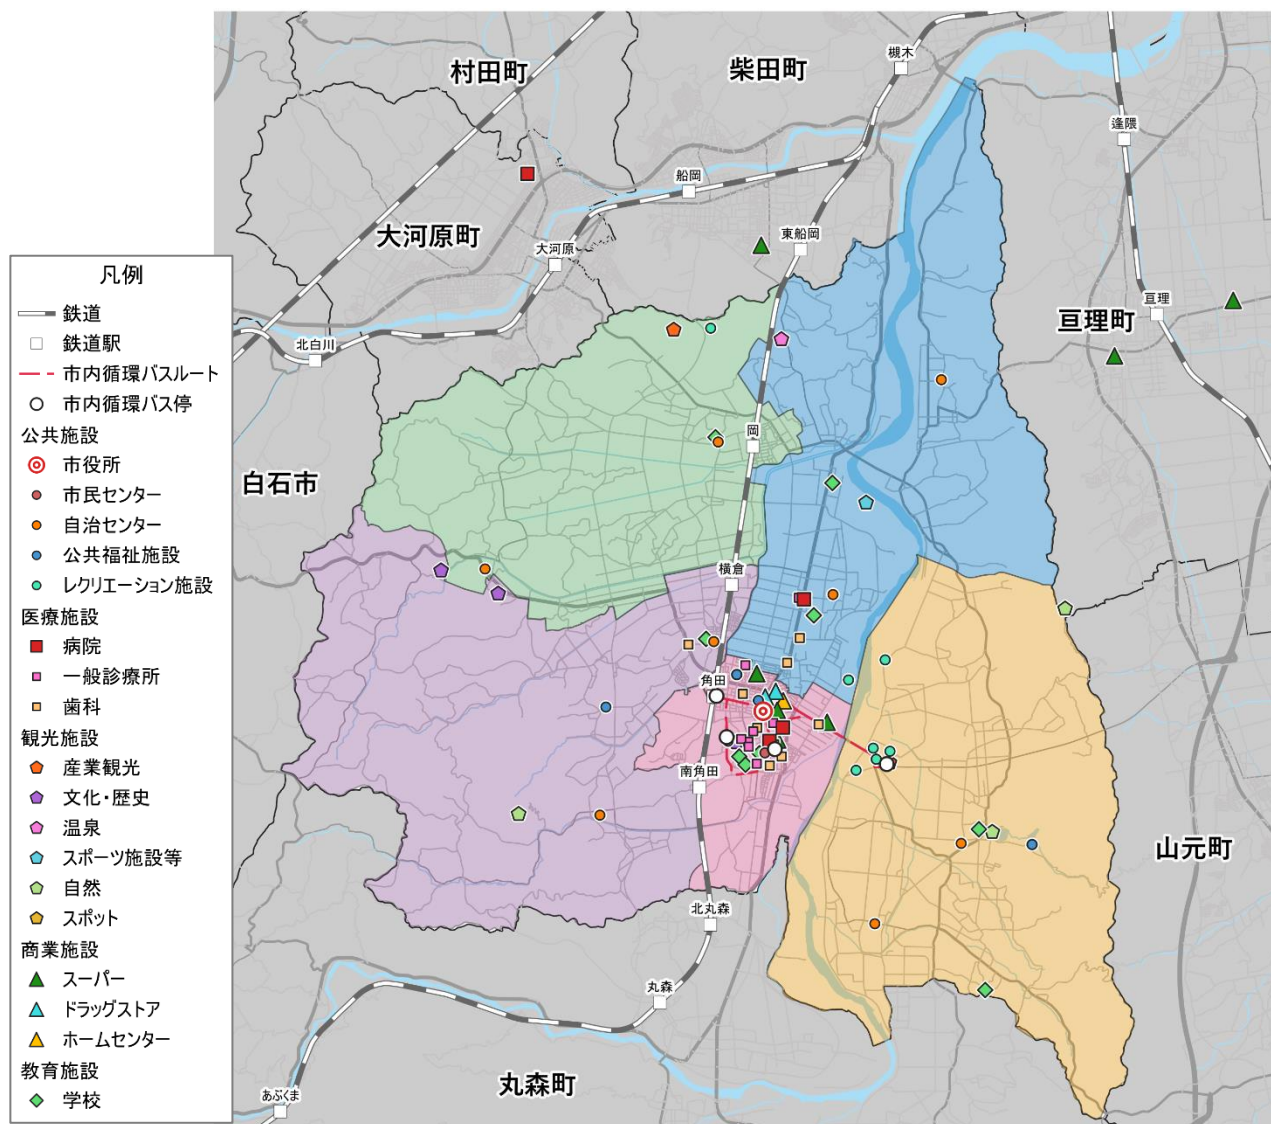 槻木
柴田町
村田町
逢隈
船岡
大河原町
東船岡
大河原
凡例
鉄道
亘理
亘理町
鉄道駅
北白川
市内循環バスルート
市内循環バス停
公共施設
岡
市役所
白石市
市民センター
自治センター
公共福祉施設
横倉
レクリエーション施設
医療施設
病院
一般診療所
角田
歯科
観光施設
産業観光
南角田
文化・歴史
温泉
山元町
スポーツ施設等
自然
北丸森
スポット
商業施設
スーパー
丸森
ドラッグストア
ホームセンター
教育施設
丸森町
あぶくま
学校